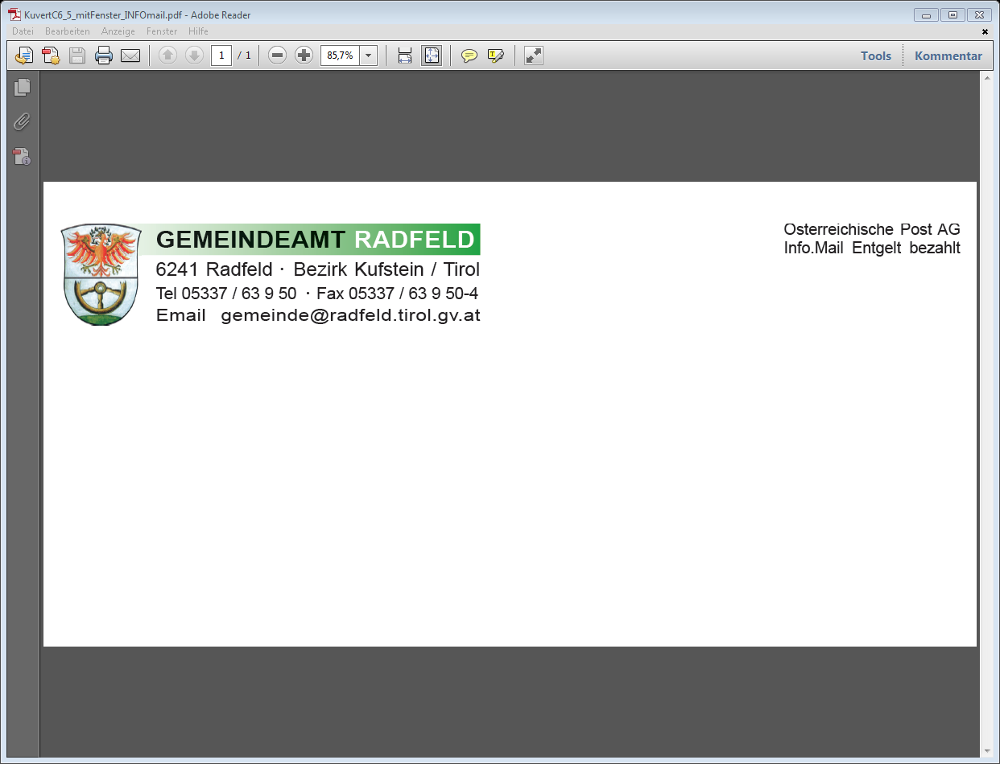 KuvertC6_5_mitFenster_INFOmail.pdf - Adobe Reader
Datei Bearbeiten Anzeige Fenster Hilfe
1 / 1 85,7% Tools Kommentar
GEMEINDEAMT RADFELD
6241 Radfeld · Bezirk Kufstein / Tirol
Tel 05337 / 63 9 50 · Fax 05337 / 63 9 50-4
Email gemeinde@radfeld.tirol.gv.at
Osterreichische Post AG
Info.Mail Entgelt bezahlt